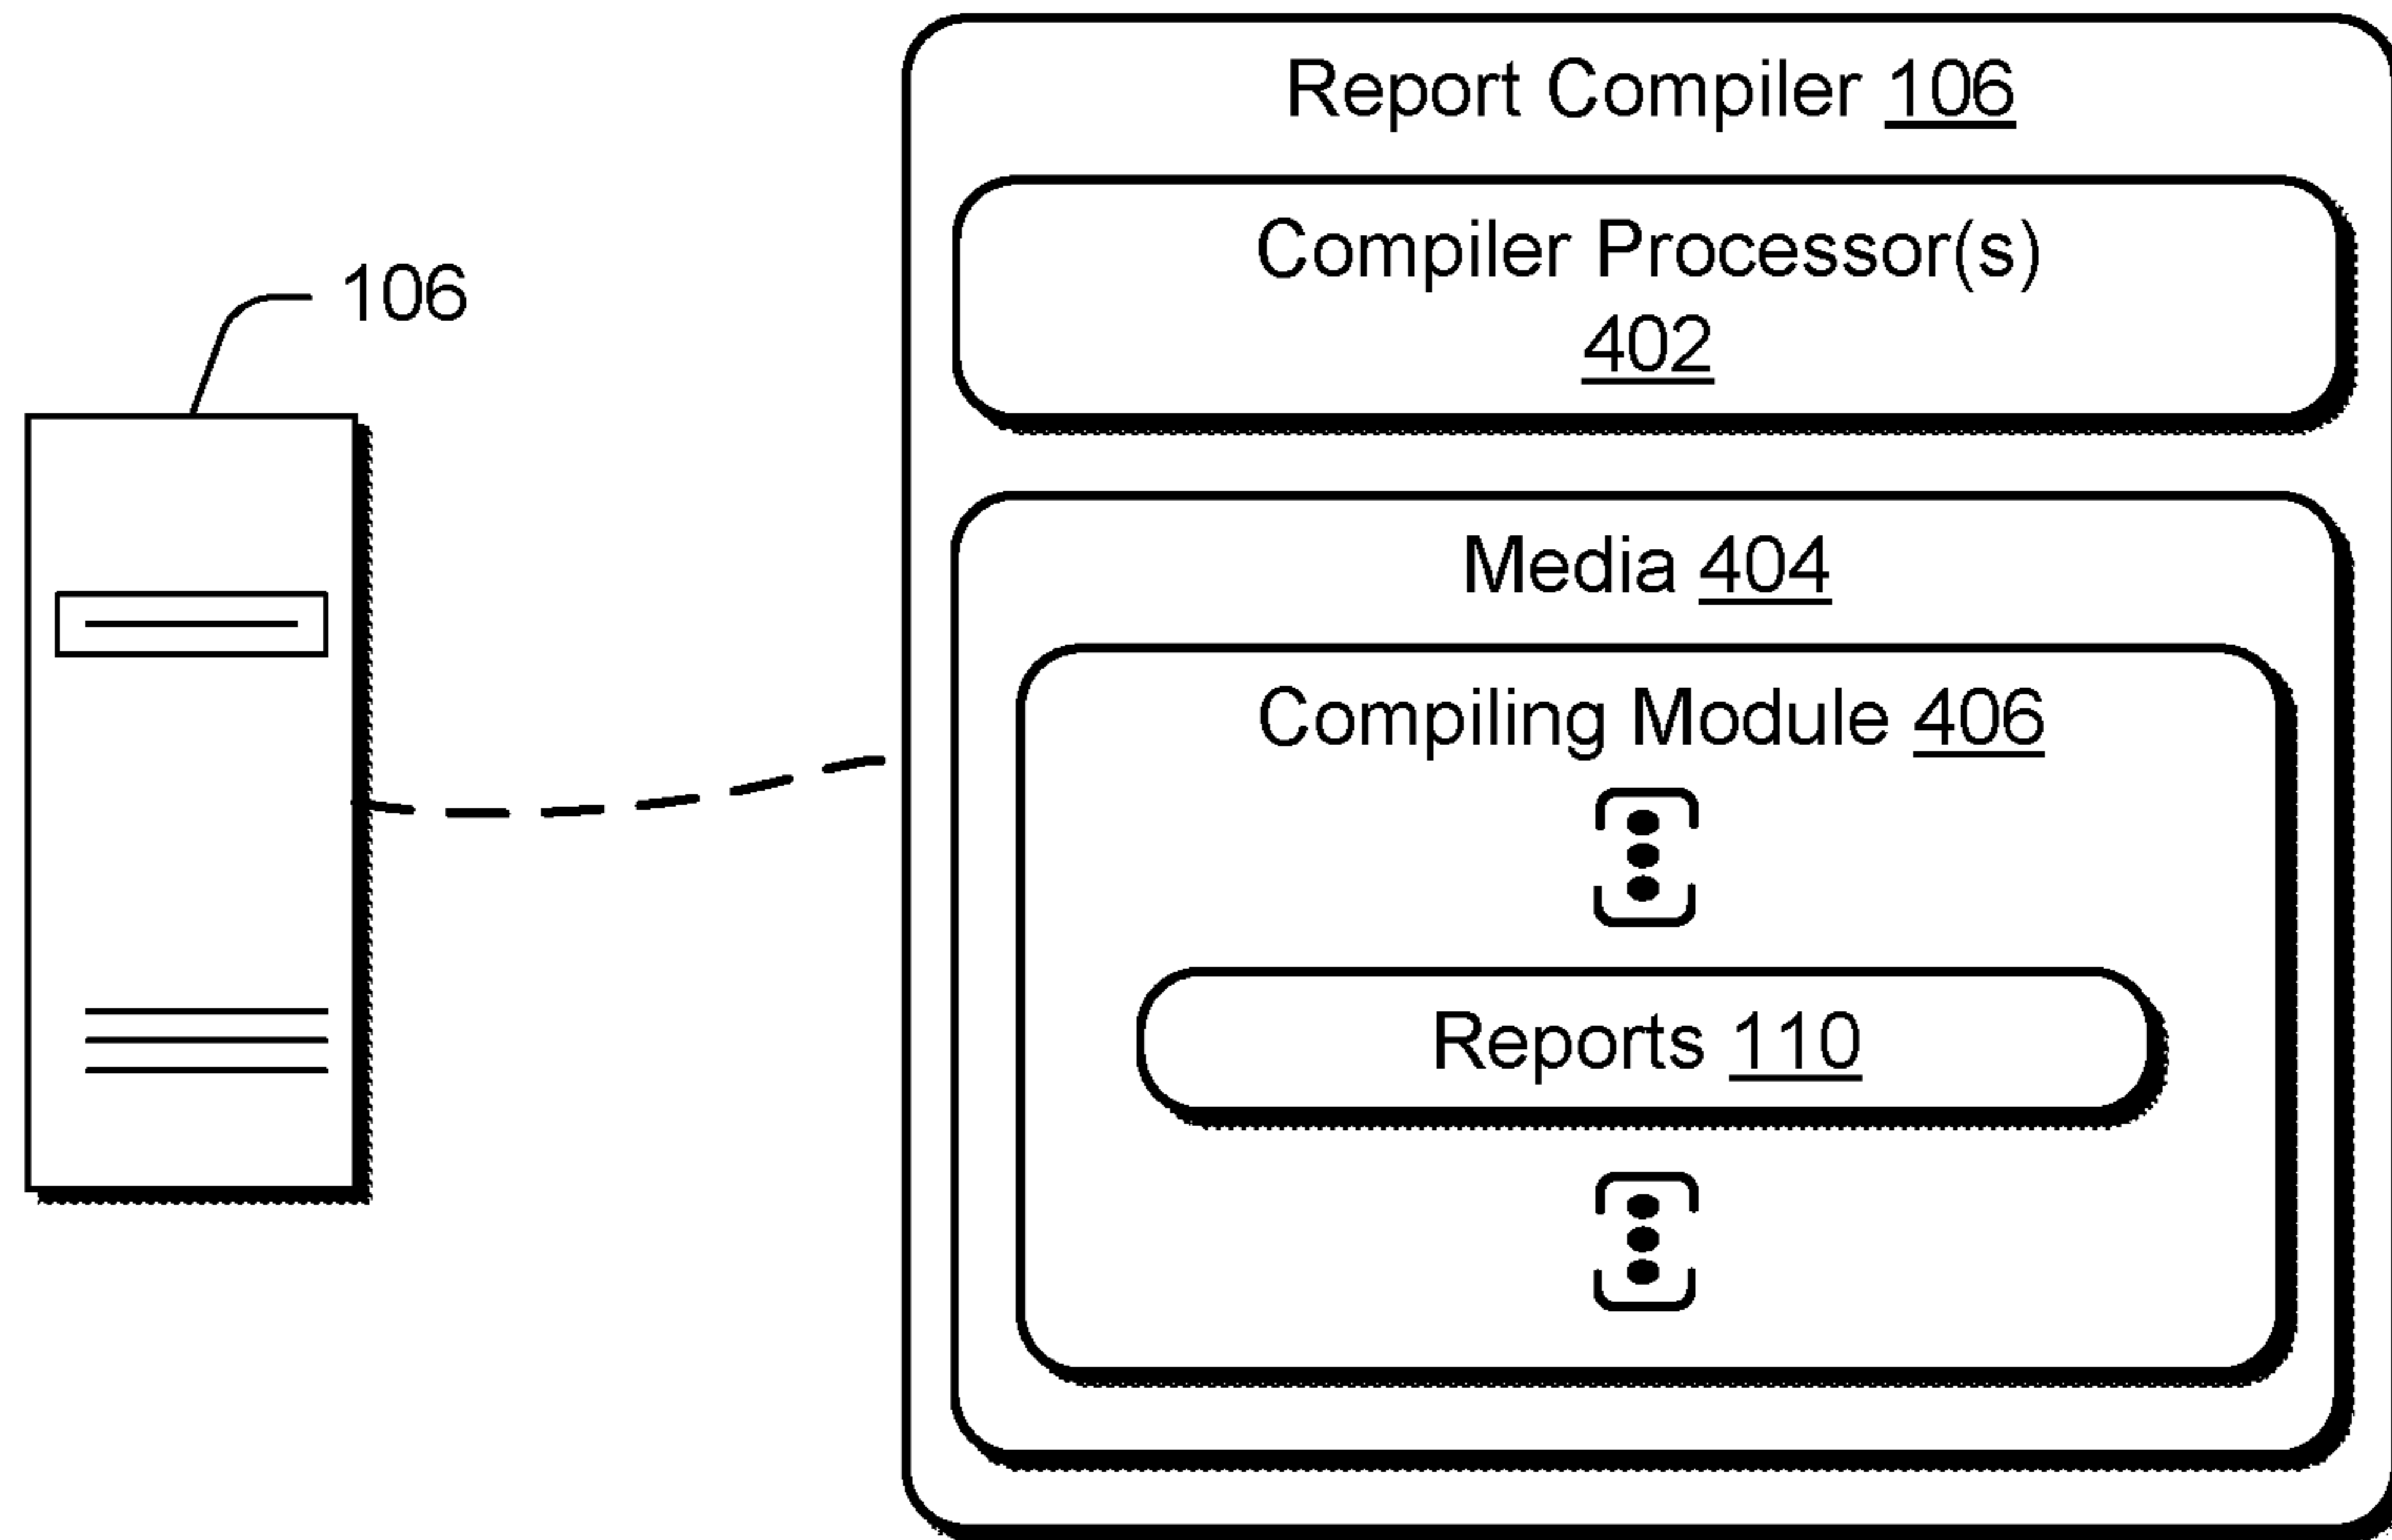 Report Compiler 106
Compiler Processor(s)
402
106
Media 404
Compiling Module 406
Reports 110